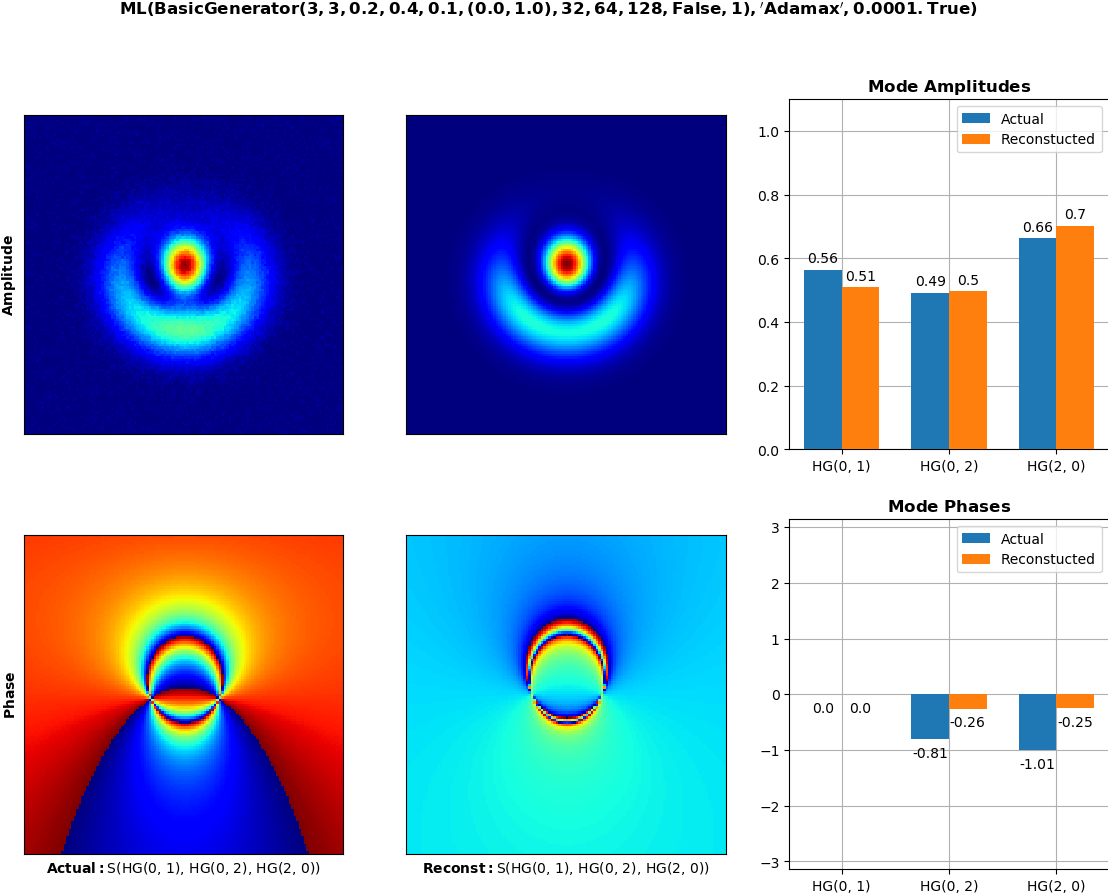 ML(BasicGenerator(3, 3, 0.2, 0.4, 0.1, (0.0, 1.0), 32, 64, 128, False, 1), ′Adamax′, 0.0001. True)
Amplitude
Mode Amplitudes
Actual
Reconstucted
1.0
0.8
0.6
0.4
0.2
0.0
0.56
0.51
0.49
0.5
0.66
0.7
HG(0, 1)
HG(0, 2)
HG(2, 0)
Phase
Actual: S(HG(0, 1), HG(0, 2), HG(2, 0))
Reconst: S(HG(0, 1), HG(0, 2), HG(2, 0))
Mode Phases
Actual
Reconstucted
3
2
1
0
−1
−2
−3
0.0
0.0
-0.81
-0.26
-1.01
-0.25
HG(0, 1)
HG(0, 2)
HG(2, 0)